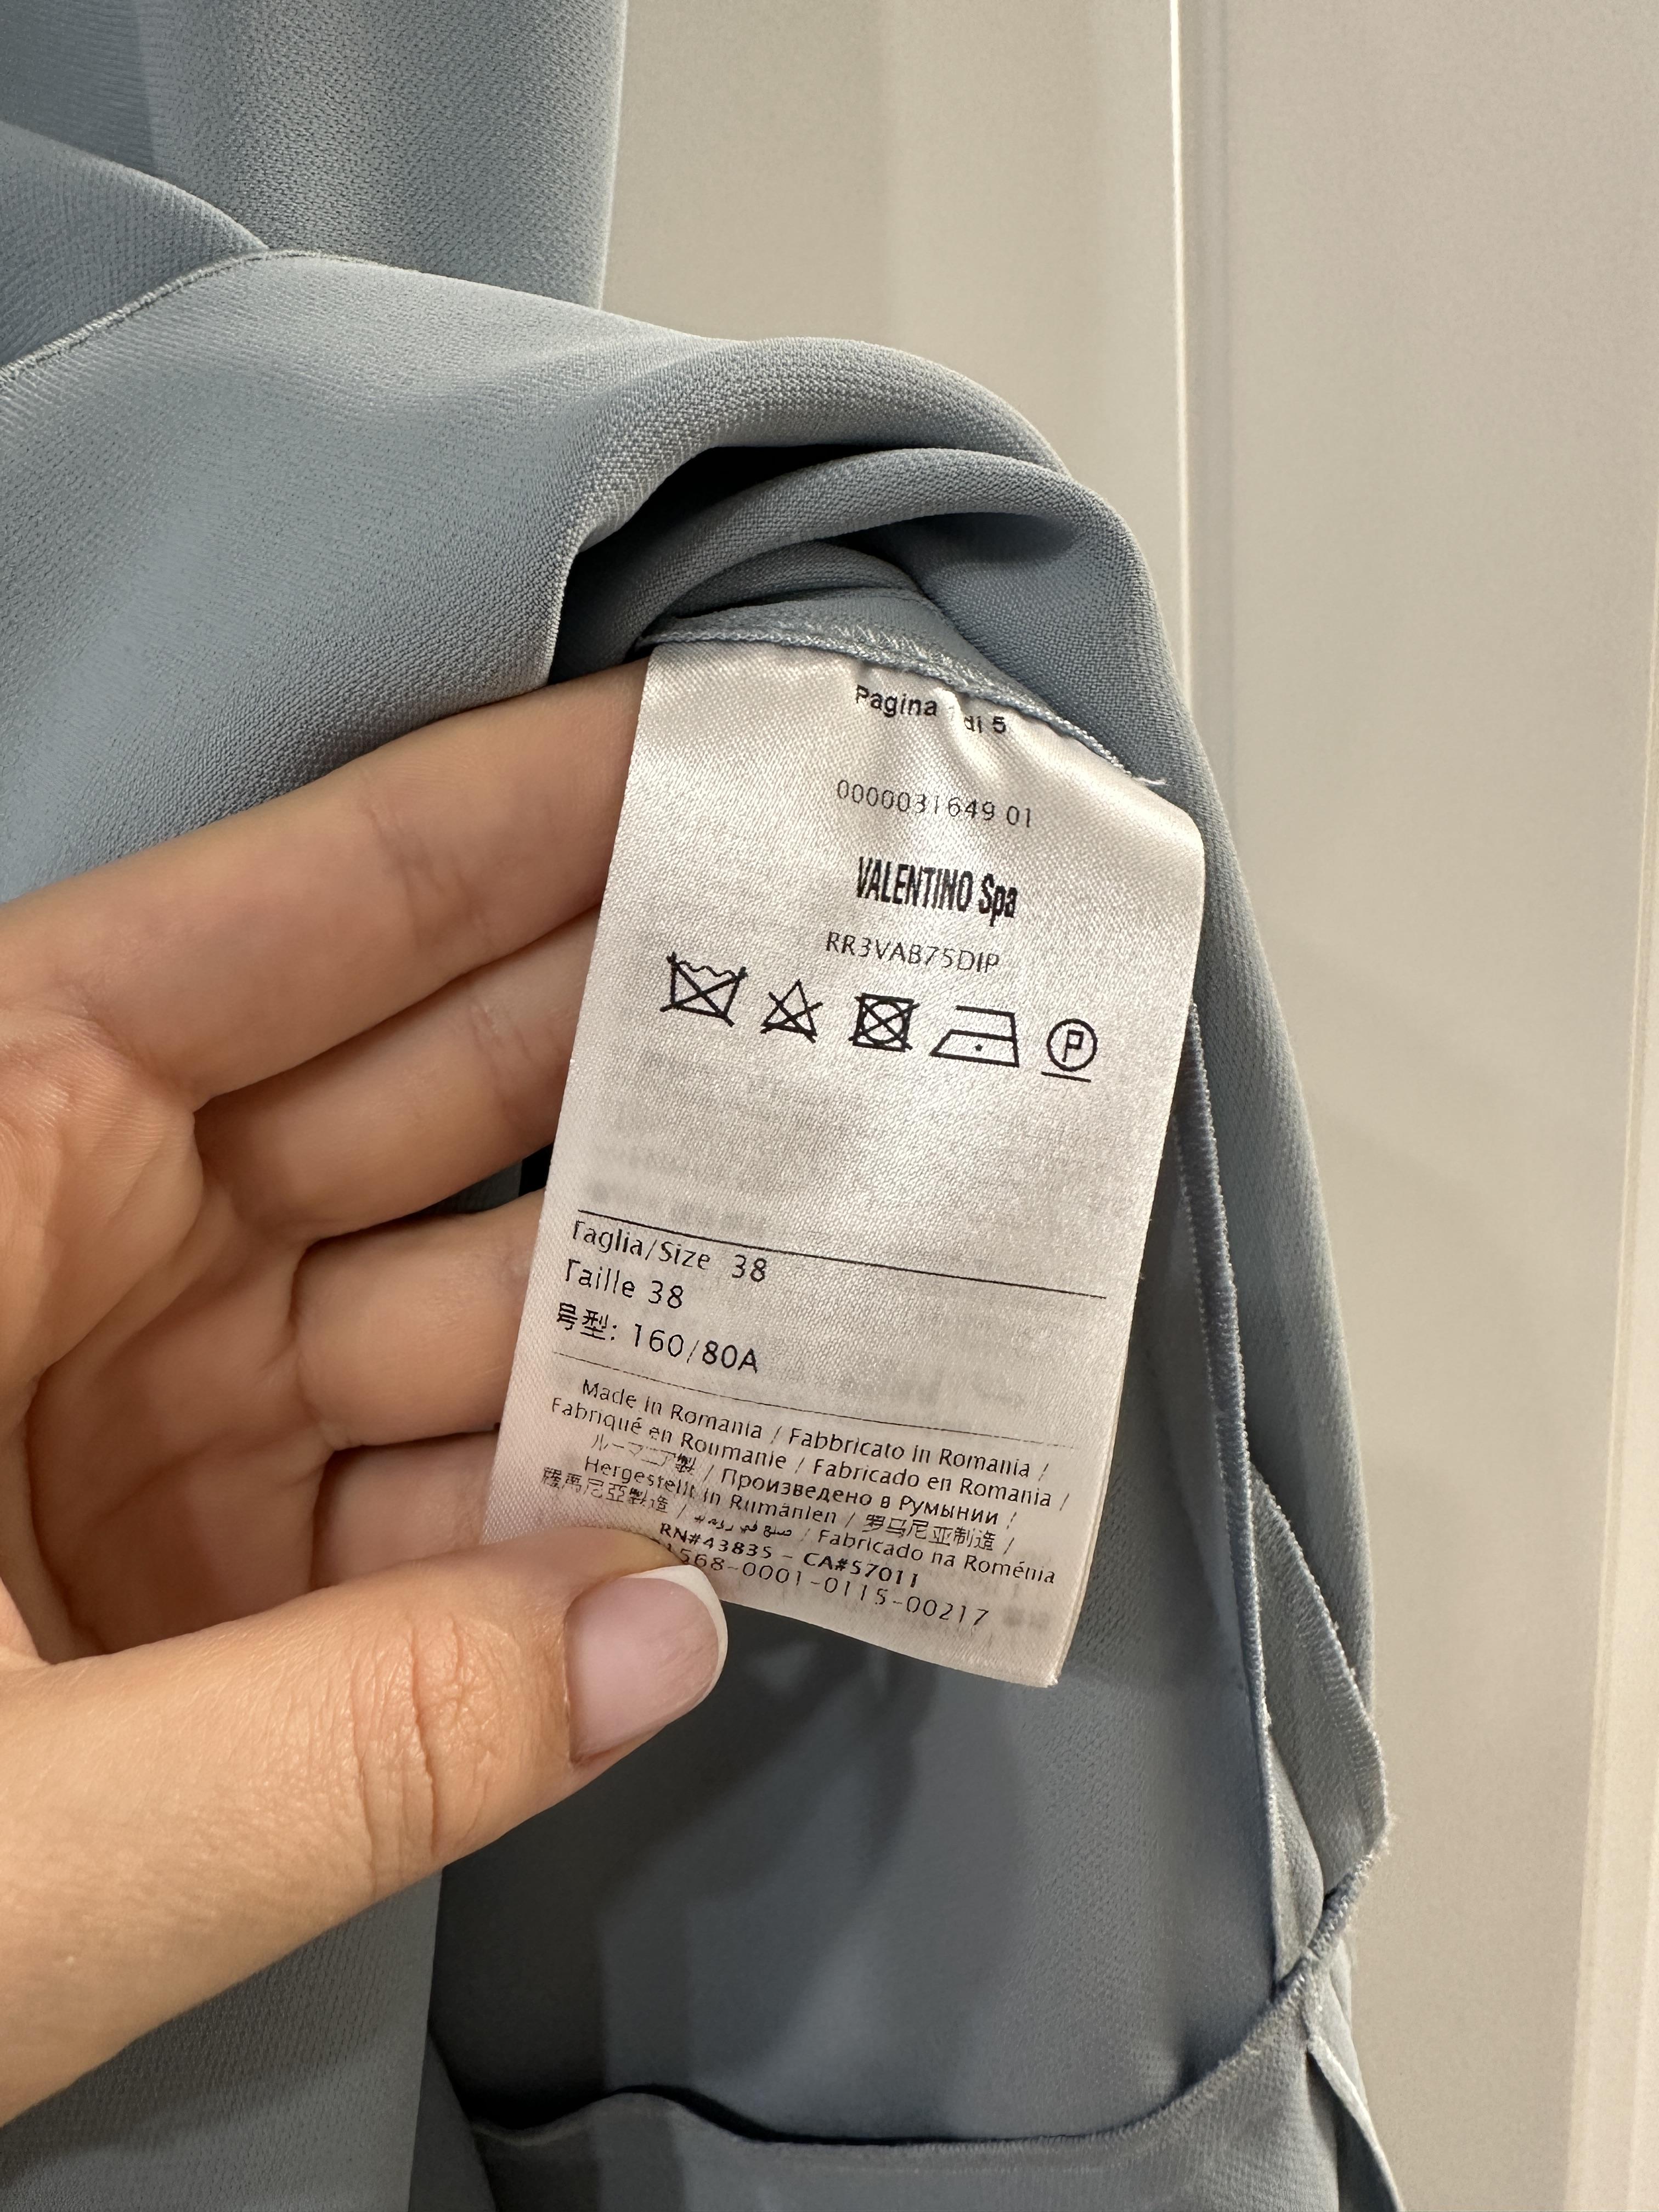 Pagina di 5
0000031649 01
VALENTINO Spa
RR3VAB75DIP
P
Taglia/Size 38
Taille 38
号型: 160/80A
Made in Romania / Fabbricato in Romania /
Fabriqué en Roumanie / Fabricado en Romania /
ルーマニア製 / Произведено в Румынии /
Hergestellt in Rumänien / 罗马尼亚制造 /
羅馬尼亞製造 / صنع في / Fabricado na Roménia
RN#43835 - CA#57011
1568-0001-0115-00217